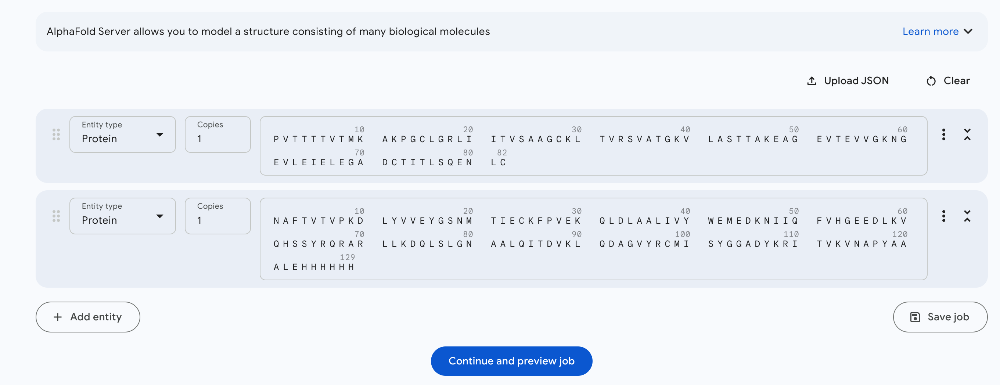 AlphaFold Server allows you to model a structure consisting of many biological molecules
Learn more
Upload JSON
Clear
Entity type
Protein
Copies
1
10 20 30 40 50 60
PVTTTTVTMK AKPGCLGRLI ITVSAAGCKL TVRSVATGKV LASTTAKEAG EVTEVVGKNG
70 80 82
EVLEIELEGA DCTITLSQEN LC
Entity type
Protein
Copies
1
10 20 30 40 50 60
NAFTVTVPKD LYVVEYGSNM TIECKFPVEK QLDLAALIVY WEMEDKNIIQ FVHGEEDLKV
70 80 90 100 110 120
QHSSYRQRAR LLKDQLSLGN AALQITDVKL QDAGVYRCMI SYGGADYKRI TVKVNAPYAA
129
ALEHHHHHH
Add entity
Save job
Continue and preview job